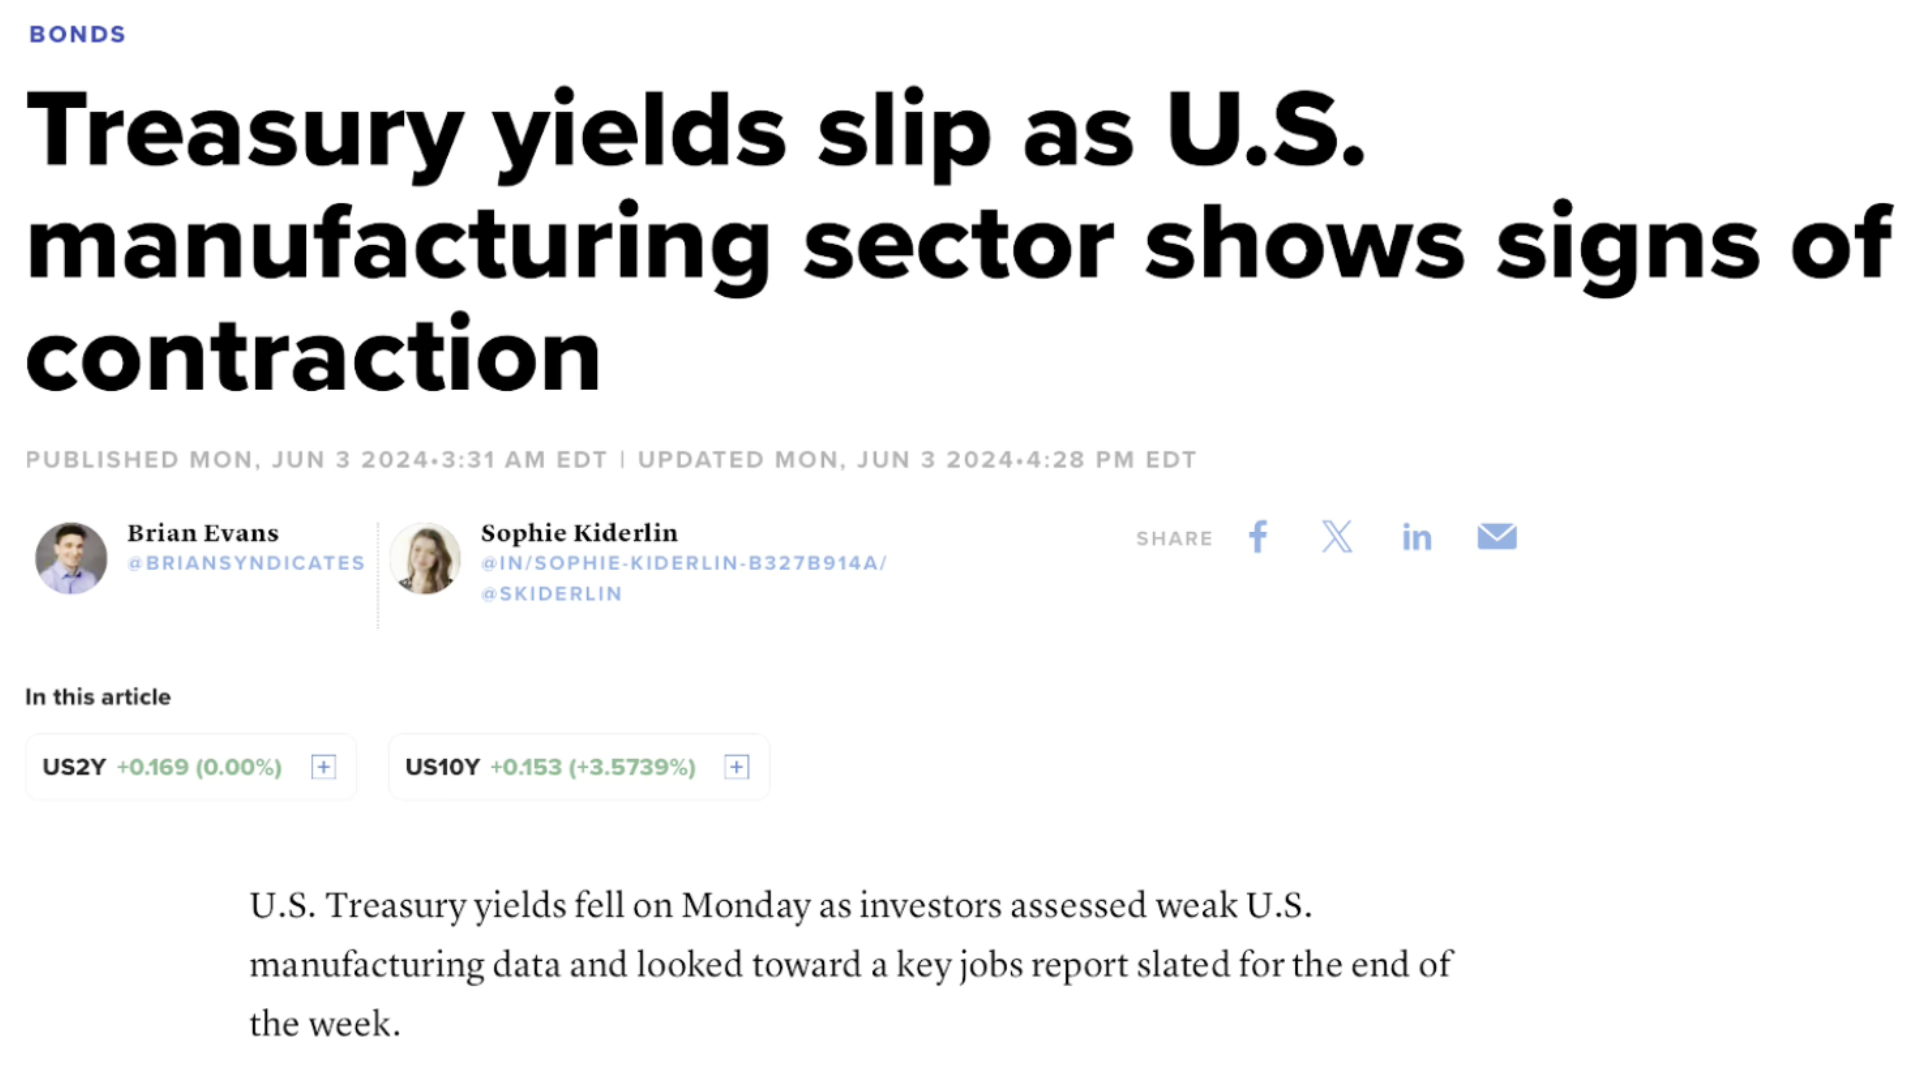 BONDS
Treasury yields slip as U.S.
manufacturing sector shows signs of
contraction
PUBLISHED MON, JUN 3 2024•3:31 AM EDT | UPDATED MON, JUN 3 2024•4:28 PM EDT
Brian Evans
@BRIANSYNDICATES
Sophie Kiderlin
@IN/SOPHIE-KIDERLIN-B327B914A/
@SKIDERLIN
SHARE
In this article
US2Y +0.169 (0.00%)
US10Y +0.153 (+3.5739%)
U.S. Treasury yields fell on Monday as investors assessed weak U.S.
manufacturing data and looked toward a key jobs report slated for the end of
the week.